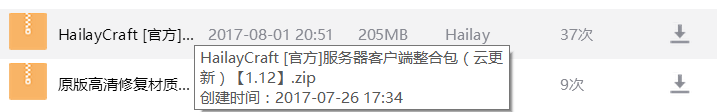 HailayCraft [官方]... 2017-08-01 20:51 205MB Hailay 37次
HailayCraft [官方]服务器客户端整合包（云更
新）【1.12】.zip
创建时间：2017-07-26 17:34
原版高清修复材质... 9次